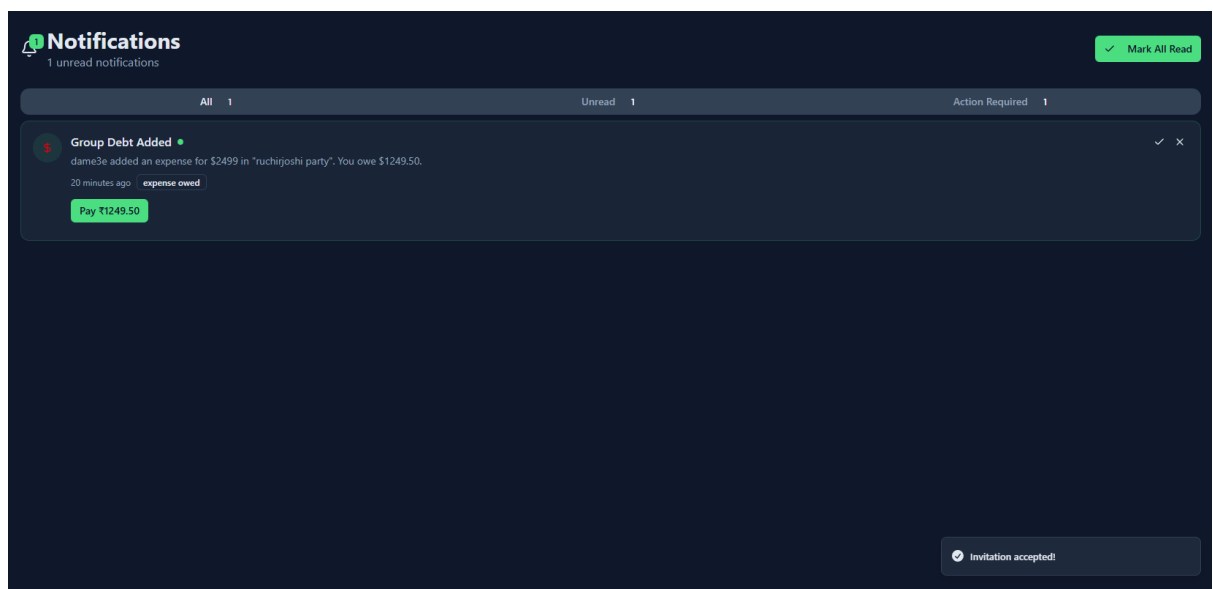 1
Notifications
1 unread notifications
Mark All Read
All 1
Unread 1
Action Required 1
$
Group Debt Added
dame3e added an expense for $2499 in "ruchirjoshi party". You owe $1249.50.
20 minutes ago expense owed
Pay ₹1249.50
Invitation accepted!